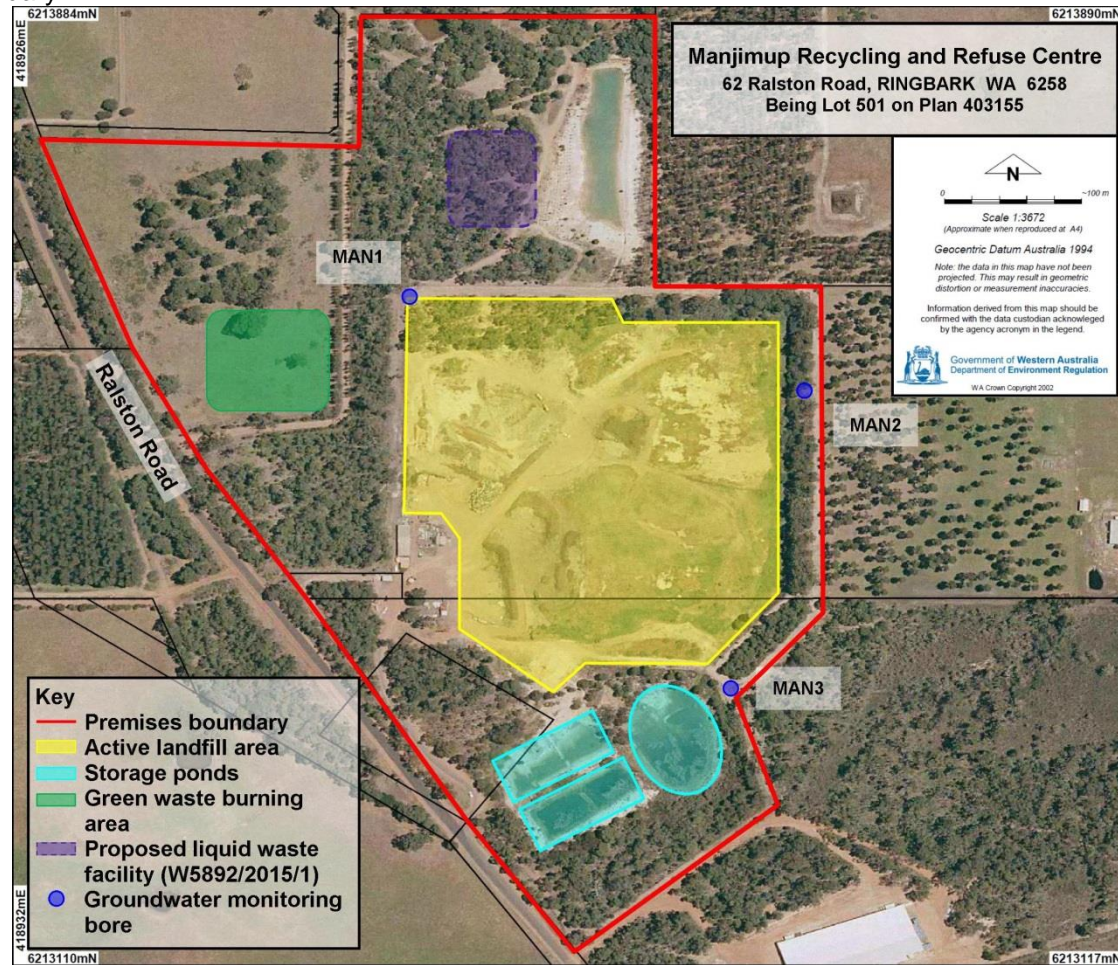 6213884mN
6213890mN
418926mE
Manjimup Recycling and Refuse Centre
62 Ralston Road, RINGBARK WA 6258
Being Lot 501 on Plan 403155
N
0
~100 m
Scale 1:3672
(Approximate when reproduced at A4)
Geocentric Datum Australia 1994
Note: the data in this map have not been
projected. This may result in geometric
distortion or measurement inaccuracies.
Information derived from this map should be
confirmed with the data custodian acknowleged
by the agency acronym in the legend.
Government of Western Australia
Department of Environment Regulation
WA Crown Copyright 2002
MAN1
MAN2
Ralston Road
MAN3
Key
Premises boundary
Active landfill area
Storage ponds
Green waste burning
area
Proposed liquid waste
facility (W5892/2015/1)
Groundwater monitoring
bore
418932mE
6213110mN
6213117mN